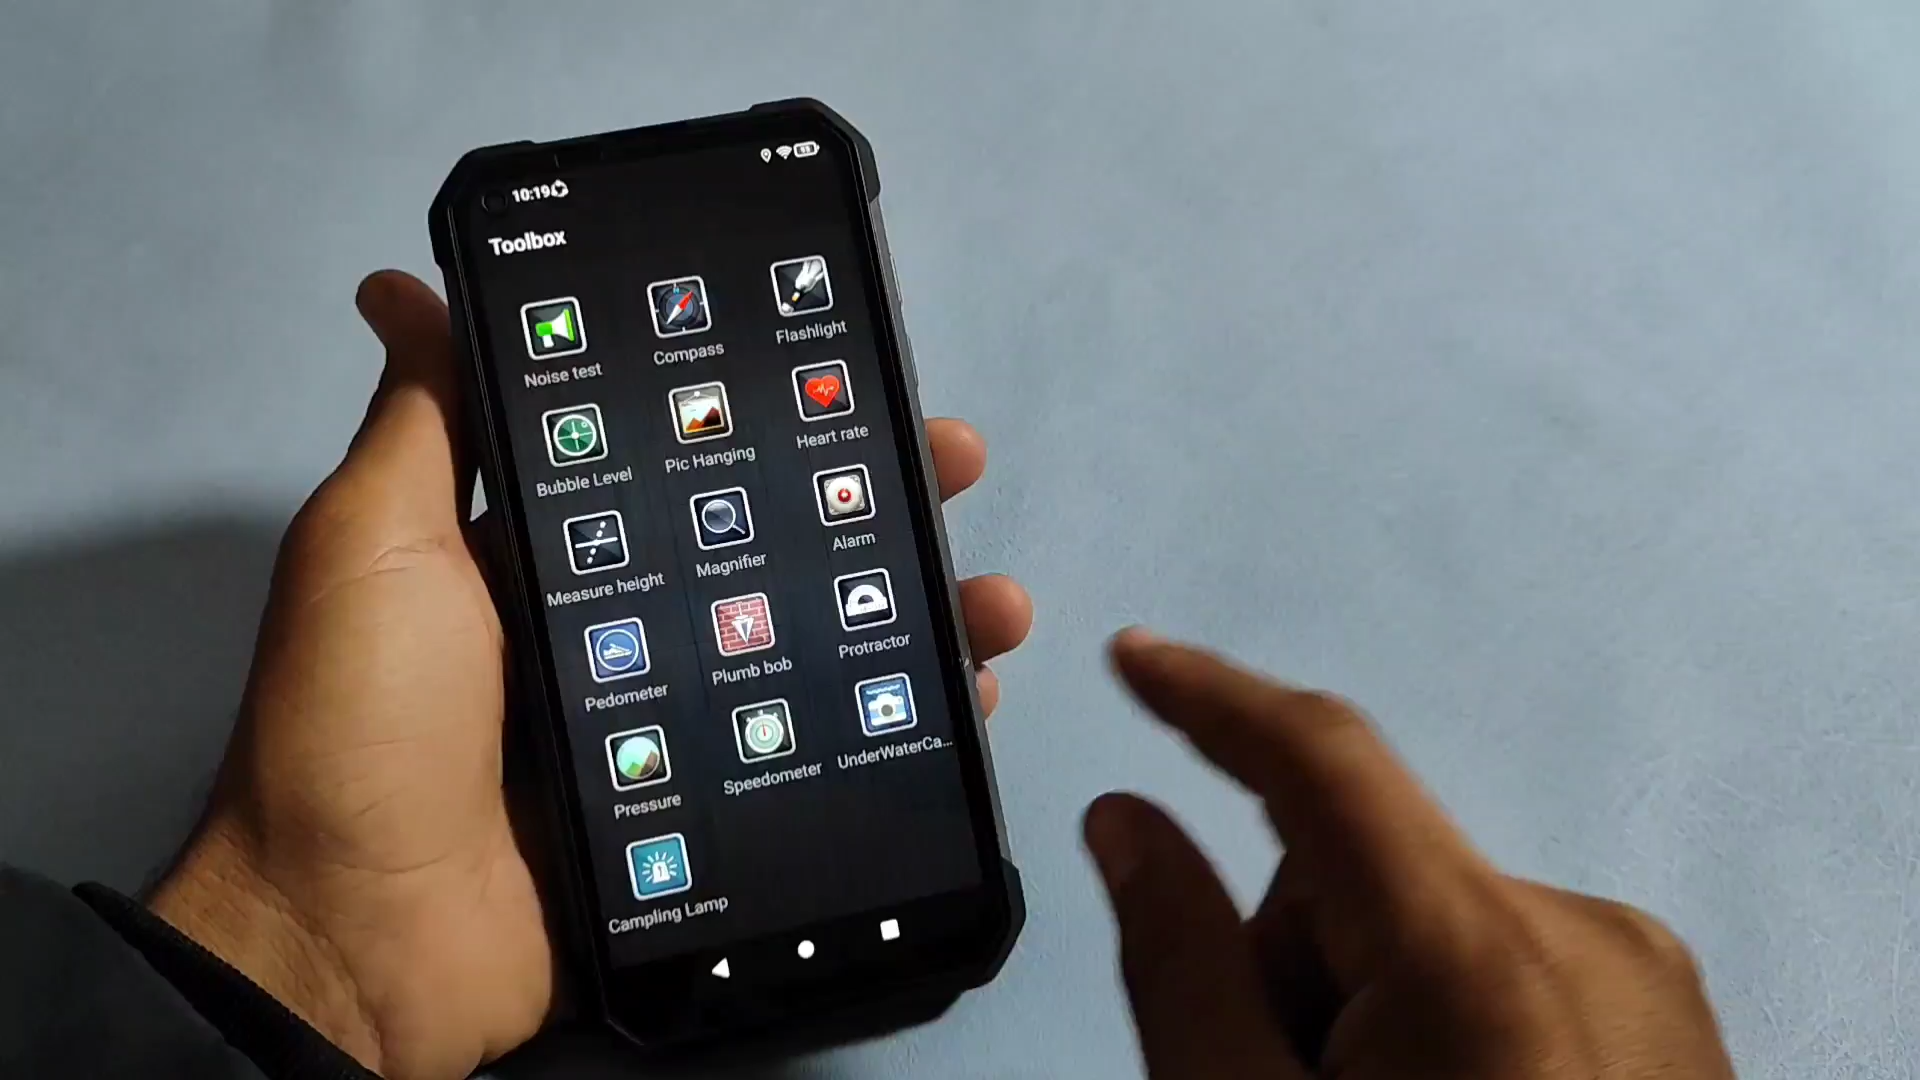 10:19
Toolbox
Noise test
Compass
Flashlight
Bubble Level
Pic Hanging
Heart rate
Measure height
Magnifier
Alarm
Pedometer
Plumb bob
Protractor
Pressure
Speedometer
UnderWaterCa...
Campling Lamp